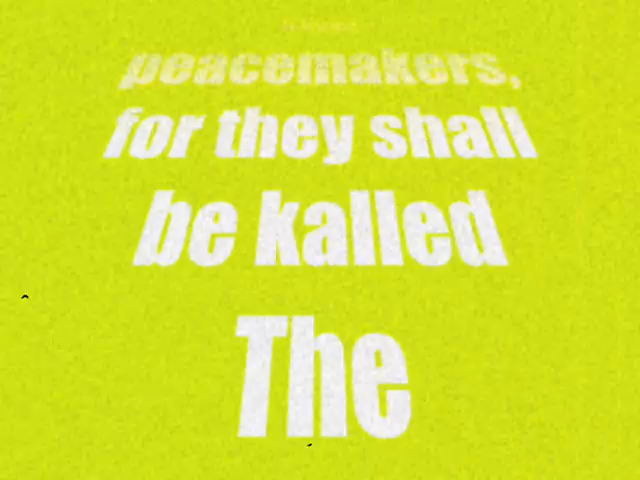 peacemakers,
for they shall
be kalled
The